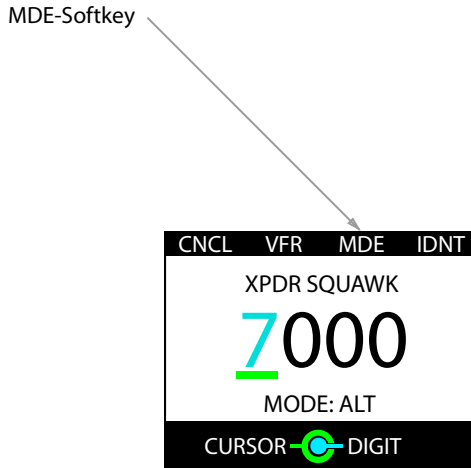 MDE-Softkey
CNCL VFR MDE IDNT
XPDR SQUAWK
7000
MODE: ALT
CURSOR DIGIT